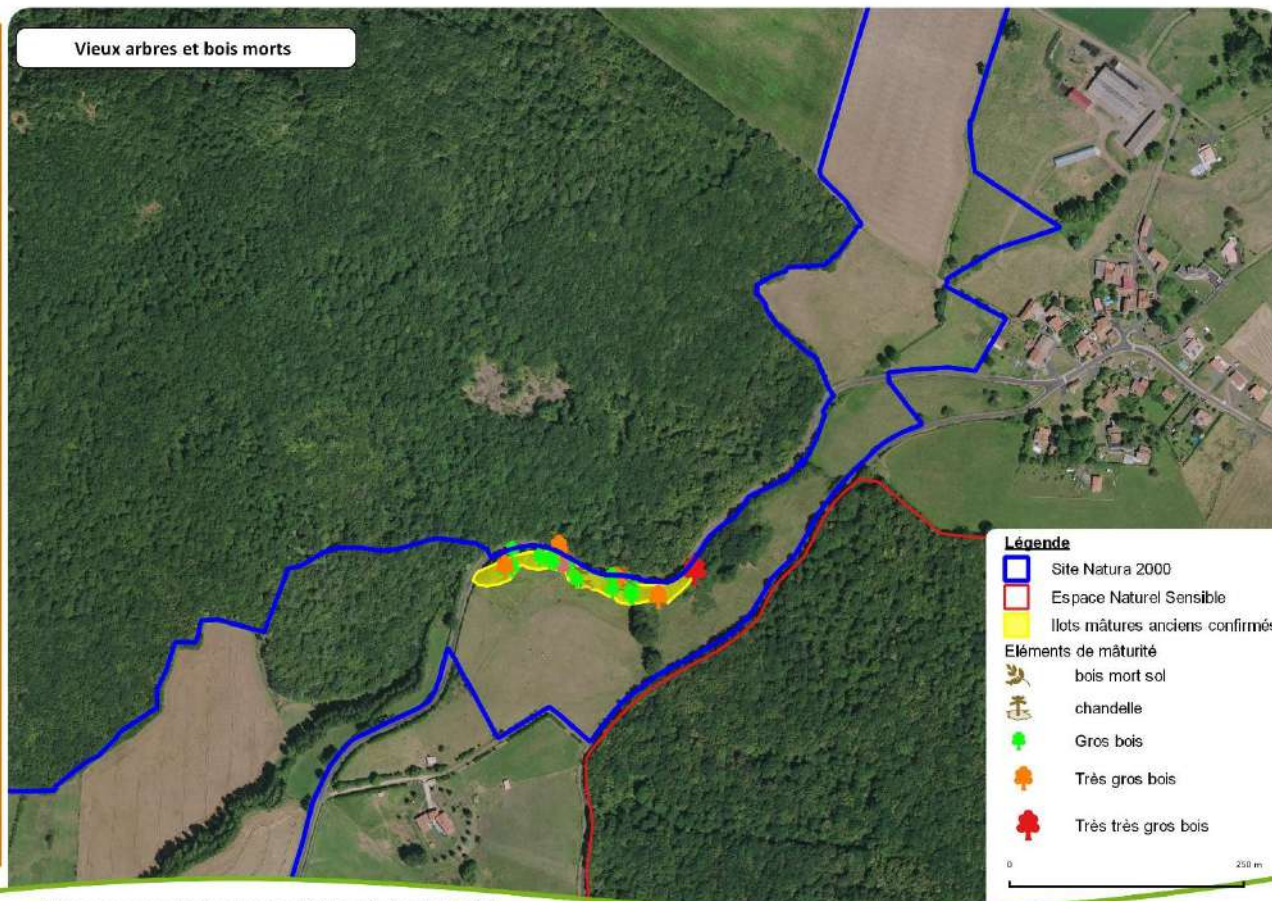 Vieux arbres et bois morts
Légende
Site Natura 2000
Espace Naturel Sensible
Ilots mâtures anciens confirmés
Eléments de mâturité
bois mort sol
chandelle
Gros bois
Très gros bois
Très très gros bois
0 250 m